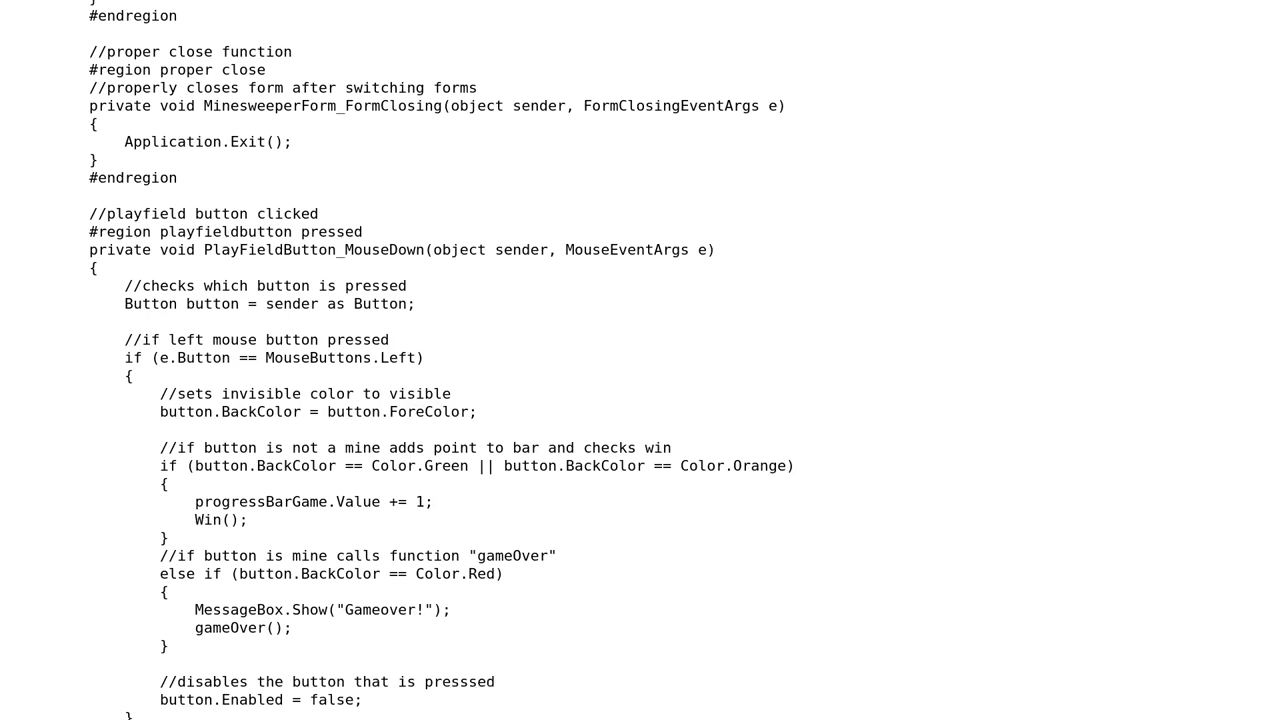 }
#endregion

//proper close function
#region proper close
//properly closes form after switching forms
private void MinesweeperForm_FormClosing(object sender, FormClosingEventArgs e)
{
    Application.Exit();
}
#endregion

//playfield button clicked
#region playfieldbutton pressed
private void PlayFieldButton_MouseDown(object sender, MouseEventArgs e)
{
    //checks which button is pressed
    Button button = sender as Button;

    //if left mouse button pressed
    if (e.Button == MouseButtons.Left)
    {
        //sets invisible color to visible
        button.BackColor = button.ForeColor;

        //if button is not a mine adds point to bar and checks win
        if (button.BackColor == Color.Green || button.BackColor == Color.Orange)
        {
            progressBarGame.Value += 1;
            Win();
        }
        //if button is mine calls function "gameOver"
        else if (button.BackColor == Color.Red)
        {
            MessageBox.Show("Gameover!");
            gameOver();
        }

        //disables the button that is presssed
        button.Enabled = false;
    }